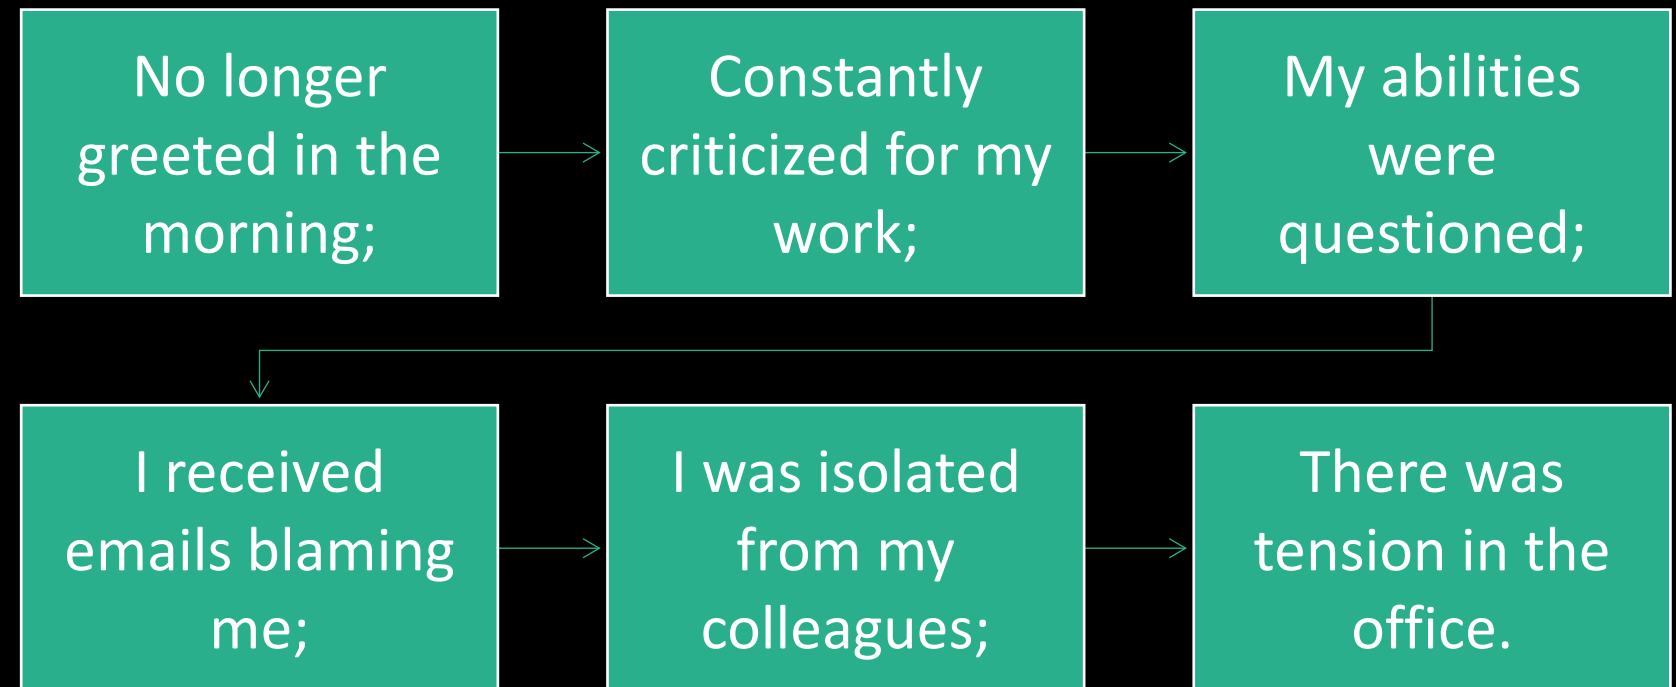 No longer
greeted in the
morning;
Constantly
criticized for my
work;
My abilities
were
questioned;
I received
emails blaming
me;
I was isolated
from my
colleagues;
There was
tension in the
office.